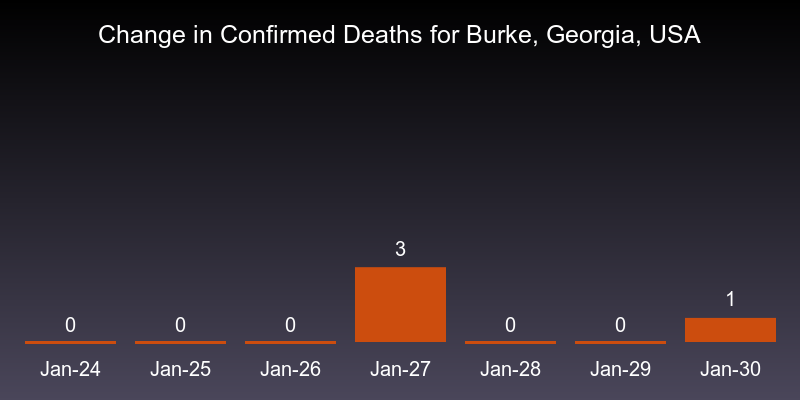 Change in Confirmed Deaths for Burke, Georgia, USA
3
1
0 0 0 0 0
Jan-24 Jan-25 Jan-26 Jan-27 Jan-28 Jan-29 Jan-30